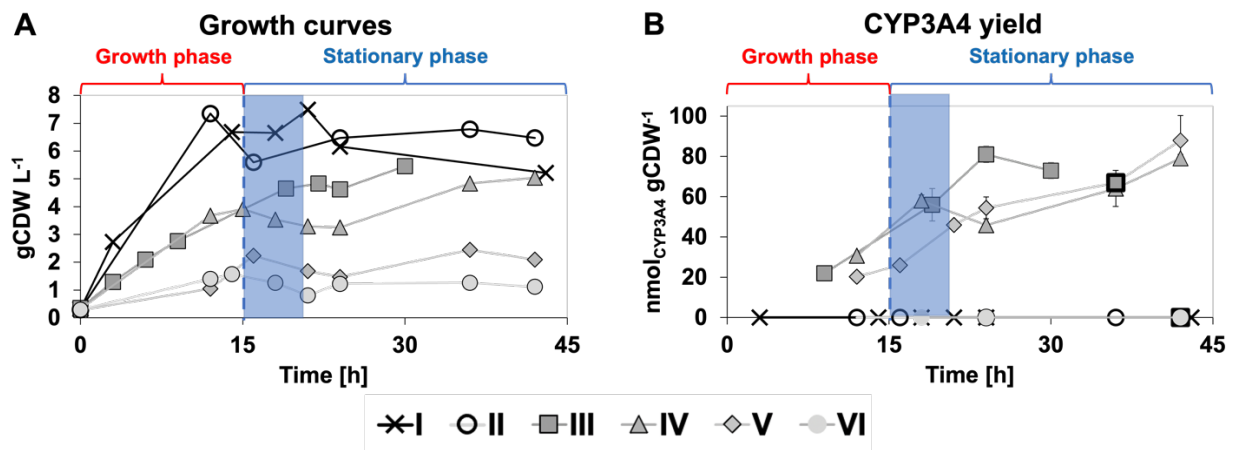 A Growth curves
Growth phase Stationary phase
8
7
6
5
4
3
2
1
0
gCDW L-1
0 15 30 45
Time [h]
B CYP3A4 yield
Growth phase Stationary phase
100
80
60
40
20
0
nmolCYP3A4 gCDW-1
0 15 30 45
Time [h]
I II III IV V VI